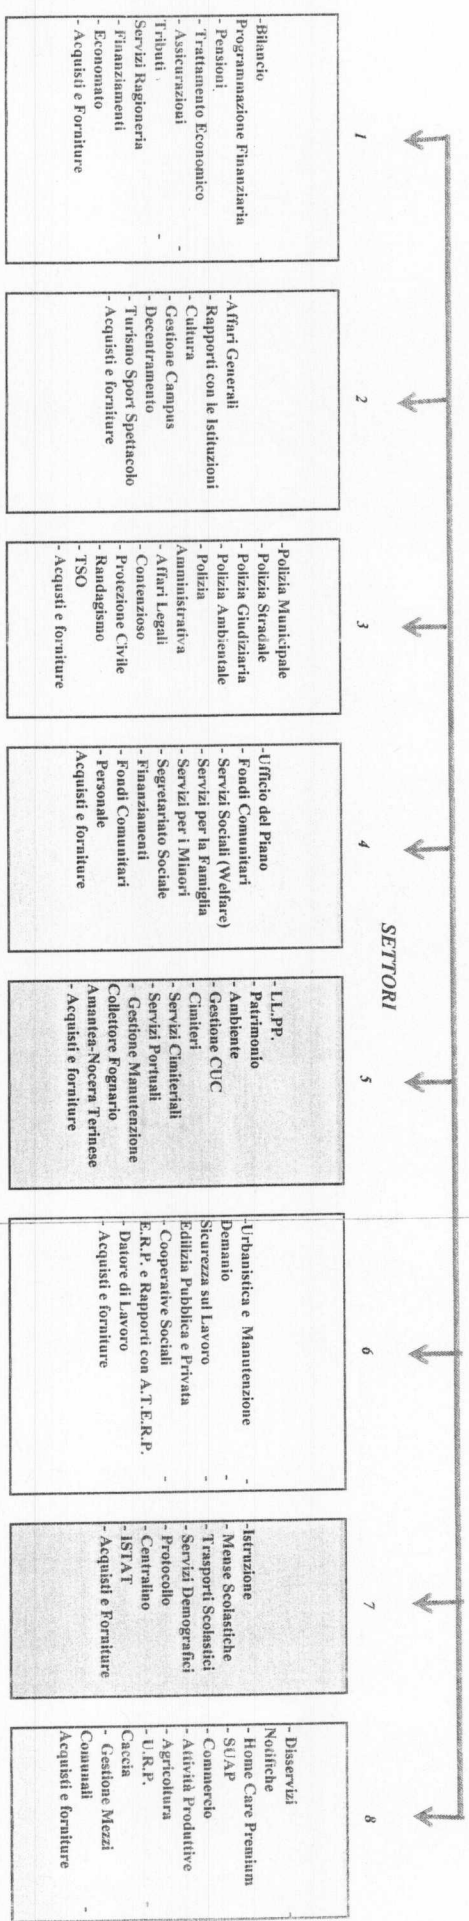 SETTORI
1
-Bilancio
Programmazione Finanziaria
- Pensioni
- Trattamento Economico
- Assicurazioni -
Tributi -
Servizi Ragioneria
- Finanziamenti
- Economato
- Acquisti e Forniture
2
-Affari Generali
- Rapporti con le Istituzioni
- Cultura
- Gestione Campus
- Decentramento
- Turismo Sport Spettacolo
- Acquisti e forniture
3
-Polizia Municipale
- Polizia Stradale
- Polizia Giudiziaria
- Polizia Ambientale
- Polizia
Amministrativa
- Affari Legali
- Contenzioso
- Protezione Civile
- Randagismo
- TSO
- Acqusti e forniture
4
-Ufficio del Piano
- Fondi Comunitari
- Servizi Sociali (Welfare)
- Servizi per la Famiglia
- Servizi per i Minori
- Segretariato Sociale
- Finanziamenti
- Fondi Comunitari
- Personale
Acquisti e forniture
5
- LL.PP.
- Patrimonio
- Ambiente
- Gestione CUC
- Cimiteri
- Servizi Cimiteriali
- Servizi Portuali
- Gestione Manutenzione
Collettore Fognario
Amantea-Nocera Terinese
- Acquisti e forniture
6
-Urbanistica e Manutenzione -
Demanio -
Sicurezza sul Lavoro -
Edilizia Pubblica e Privata
- Cooperative Sociali -
E.R.P. e Rapporti con A.T.E.R.P.
- Datore di Lavoro
- Acquisti e forniture
7
-Istruzione
- Mense Scolastiche
- Trasporti Scolastici
- Servizi Demografici
- Protocollo
- Centralino
- ISTAT
- Acquisti e Forniture
8
- Disservizi -
Notifiche
- Home Care Premium
- SUAP
- Commercio
- Attività Produttive
- Agricoltura
- U.R.P. -
Caccia
- Gestione Mezzi
Comunali -
Acquisti e forniture